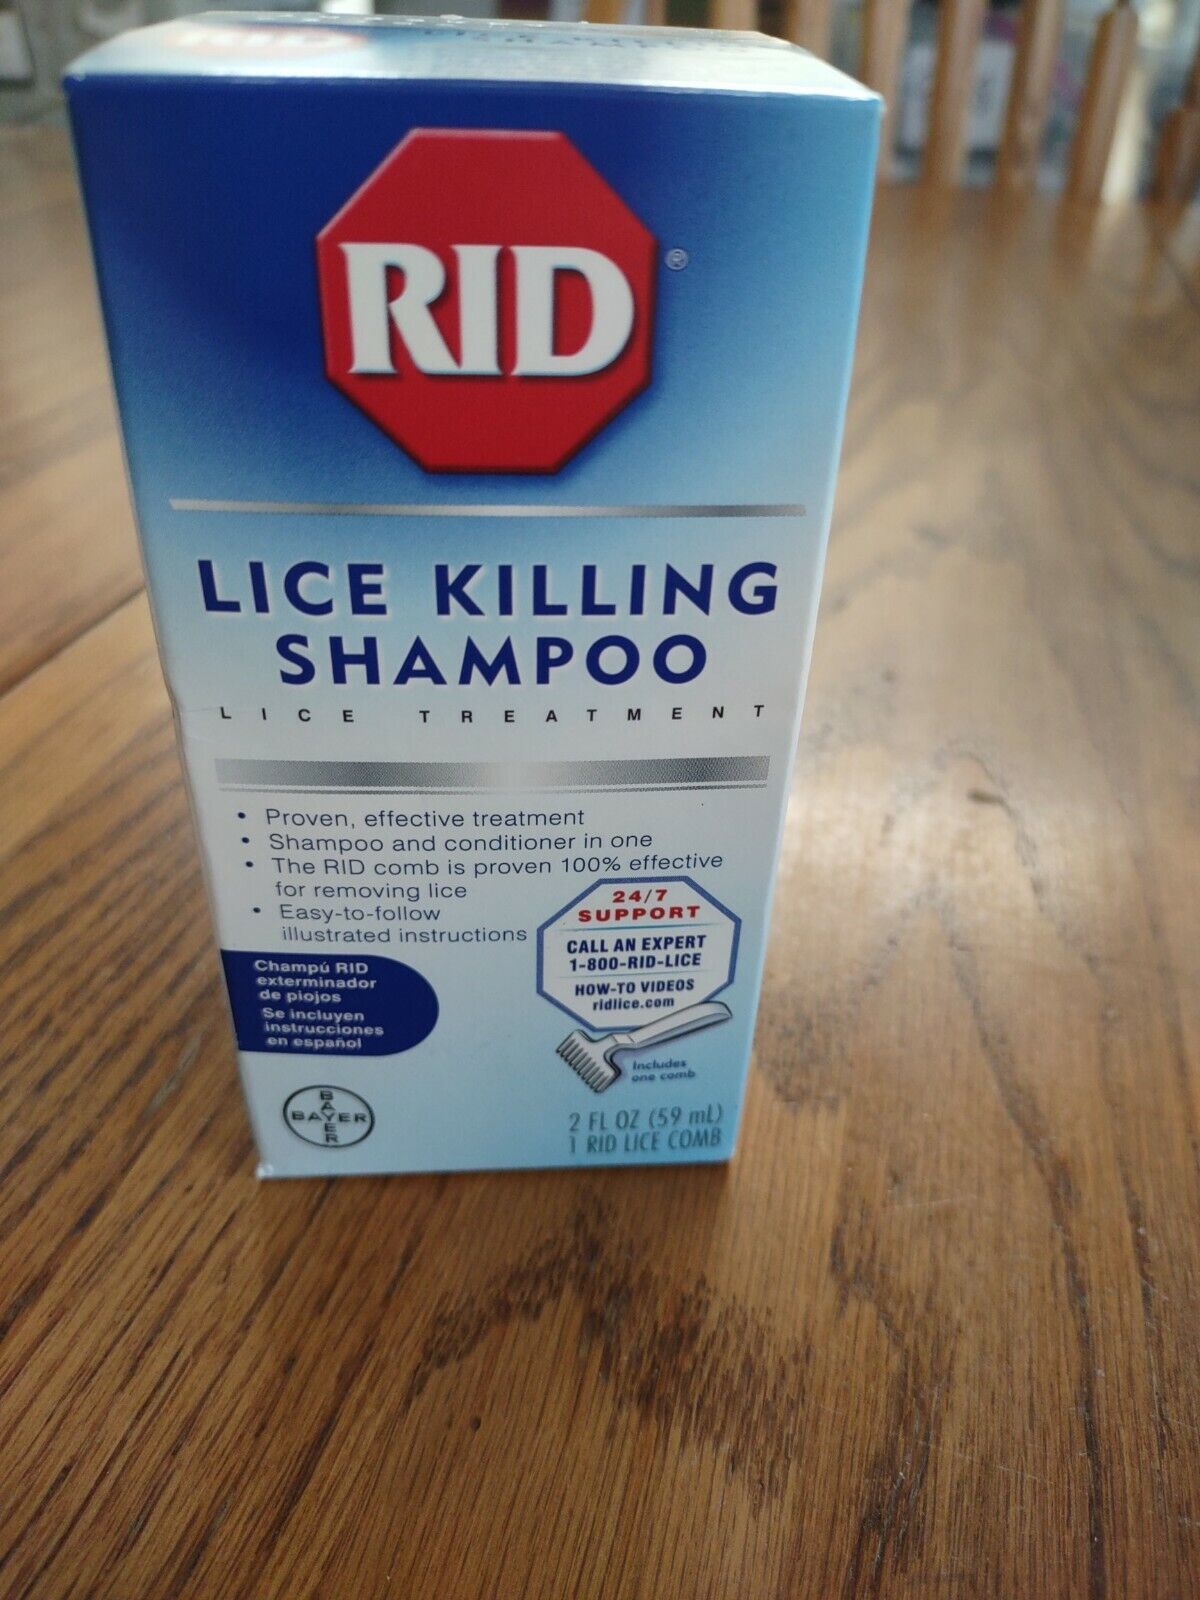 RID
RID®
LICE KILLING
SHAMPOO
LICE TREATMENT
• Proven, effective treatment
• Shampoo and conditioner in one
• The RID comb is proven 100% effective
for removing lice
• Easy-to-follow
illustrated instructions
24/7
SUPPORT
CALL AN EXPERT
1-800-RID-LICE
HOW-TO VIDEOS
ridlice.com
Champú RID
exterminador
de piojos
Se incluyen
instrucciones
en español
Includes
one comb
BAYER
BAYER
2 FL OZ (59 mL)
1 RID LICE COMB